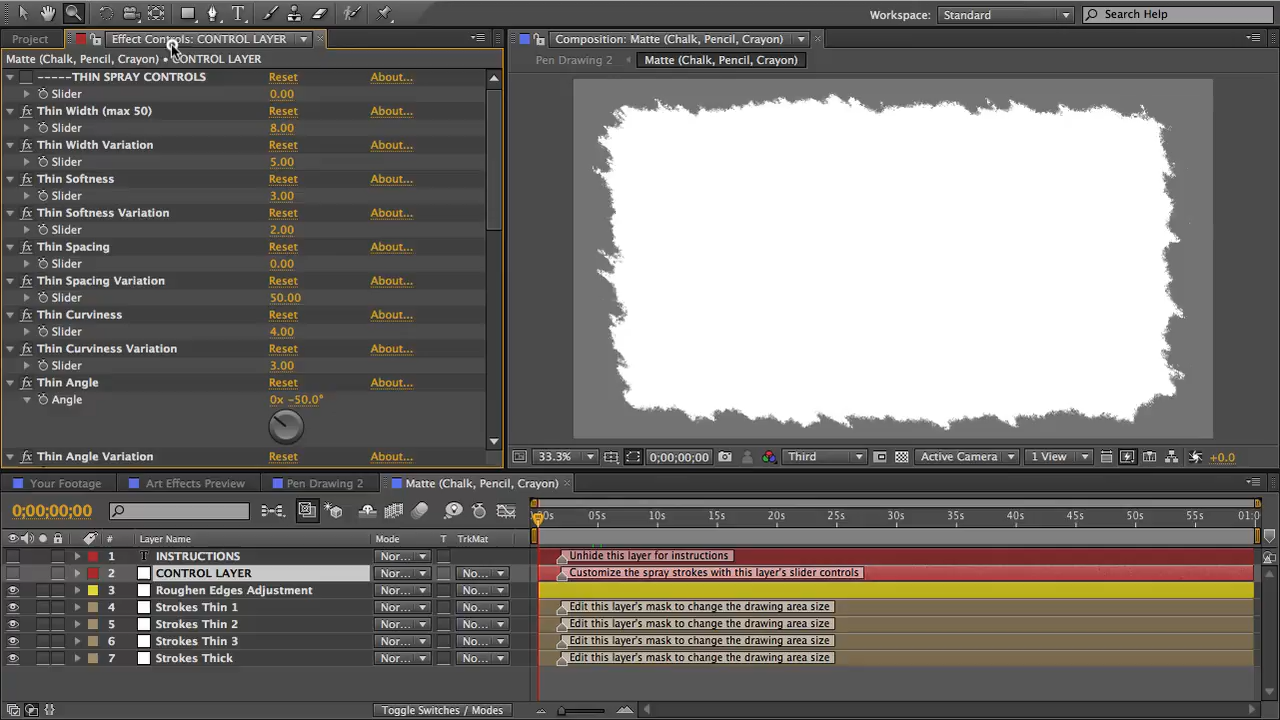 Workspace: Standard Search Help
Project Effect Controls: CONTROL LAYER
Matte (Chalk, Pencil, Crayon) • CONTROL LAYER
-----THIN SPRAY CONTROLS Reset About...
Slider 0.00
fx Thin Width (max 50) Reset About...
Slider 8.00
fx Thin Width Variation Reset About...
Slider 5.00
fx Thin Softness Reset About...
Slider 3.00
fx Thin Softness Variation Reset About...
Slider 2.00
fx Thin Spacing Reset About...
Slider 0.00
fx Thin Spacing Variation Reset About...
Slider 50.00
fx Thin Curviness Reset About...
Slider 4.00
fx Thin Curviness Variation Reset About...
Slider 3.00
fx Thin Angle Reset About...
Angle 0x -50.0°
fx Thin Angle Variation Reset About...
Composition: Matte (Chalk, Pencil, Crayon)
Pen Drawing 2 Matte (Chalk, Pencil, Crayon)
33.3% 0;00;00;00 Third Active Camera 1 View +0.0
Your Footage Art Effects Preview Pen Drawing 2 Matte (Chalk, Pencil, Crayon)
0;00;00;00
00s 05s 10s 15s 20s 25s 30s 35s 40s 45s 50s 55s 01:0
# Layer Name Mode T TrkMat
1 T INSTRUCTIONS Nor... Unhide this layer for instructions
2 CONTROL LAYER Nor... No... Customize the spray strokes with this layer's slider controls
3 Roughen Edges Adjustment Nor... No...
4 Strokes Thin 1 Nor... No... Edit this layer's mask to change the drawing area size
5 Strokes Thin 2 Nor... No... Edit this layer's mask to change the drawing area size
6 Strokes Thin 3 Nor... No... Edit this layer's mask to change the drawing area size
7 Strokes Thick Nor... No... Edit this layer's mask to change the drawing area size
Toggle Switches / Modes